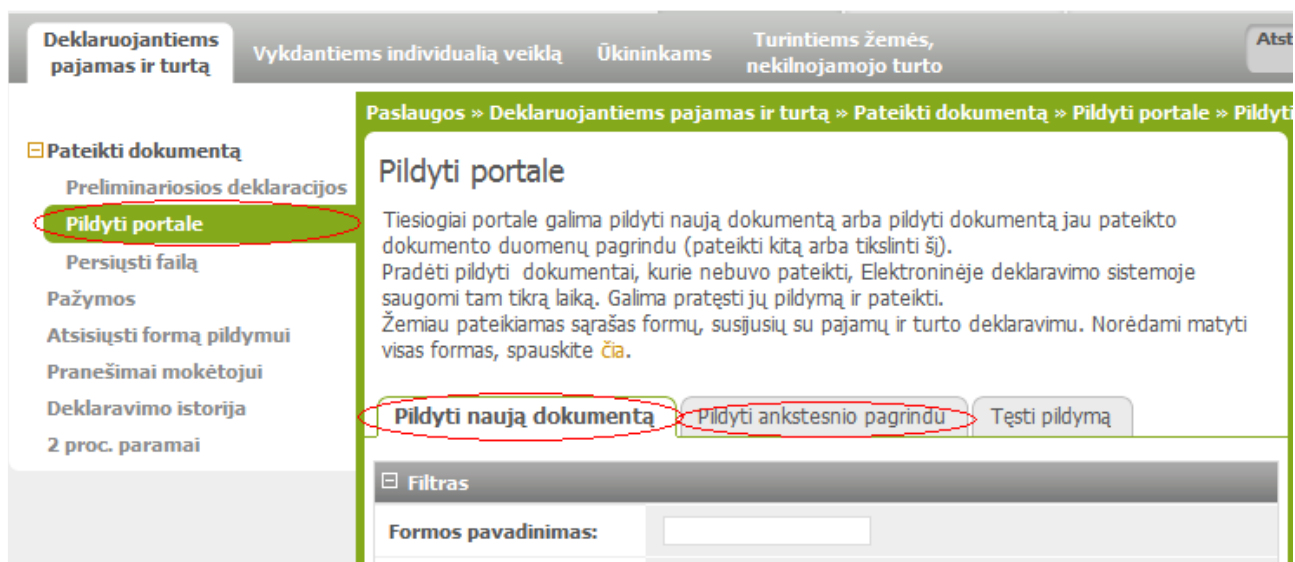 Deklaruojantiems
pajamas ir turtą
Vykdantiems individualią veiklą
Ūkininkams
Turintiems žemės,
nekilnojamojo turto
Paslaugos » Deklaruojantiems pajamas ir turtą » Pateikti dokumentą » Pildyti portale »
Pateikti dokumentą
Preliminariosios deklaracijos
Pildyti portale
Persiųsti failą
Pažymos
Atsisiųsti formą pildymui
Pranešimai mokėtojui
Deklaravimo istorija
2 proc. paramai
Pildyti portale
Tiesiogiai portale galima pildyti naują dokumentą arba pildyti dokumentą jau pateikto
dokumento duomenų pagrindu (pateikti kitą arba tikslinti šį).
Pradėti pildyti dokumentai, kurie nebuvo pateikti, Elektroninėje deklaravimo sistemoje
saugomi tam tikrą laiką. Galima pratęsti jų pildymą ir pateikti.
Žemiau pateikiamas sąrašas formų, susijusių su pajamų ir turto deklaravimu. Norėdami matyti
visas formas, spauskite čia.
Pildyti naują dokumentą
Pildyti ankstesnio pagrindu
Tęsti pildymą
Filtras
Formos pavadinimas: